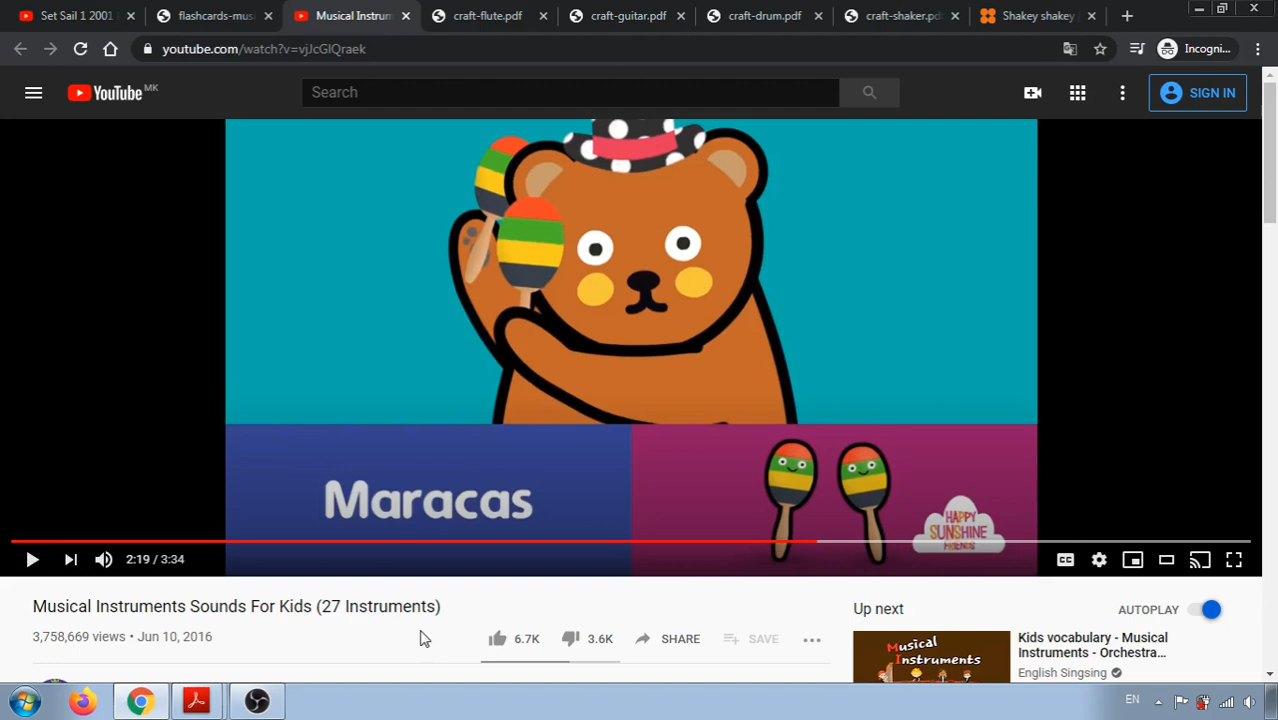 Set Sail 1 2001
flashcards-mus
Musical Instrum
craft-flute.pdf
craft-guitar.pdf
craft-drum.pdf
craft-shaker.pdf
Shakey shakey
youtube.com/watch?v=vjJcGlQraek
Incogni...
YouTube MK
Search
SIGN IN
Maracas
HAPPY
SUNSHINE
FRIENDS
2:19 / 3:34
CC
Musical Instruments Sounds For Kids (27 Instruments)
3,758,669 views • Jun 10, 2016
6.7K
3.6K
SHARE
SAVE
Up next
AUTOPLAY
Musical
Instruments
Kids vocabulary - Musical
Instruments - Orchestra...
English Singsing
EN